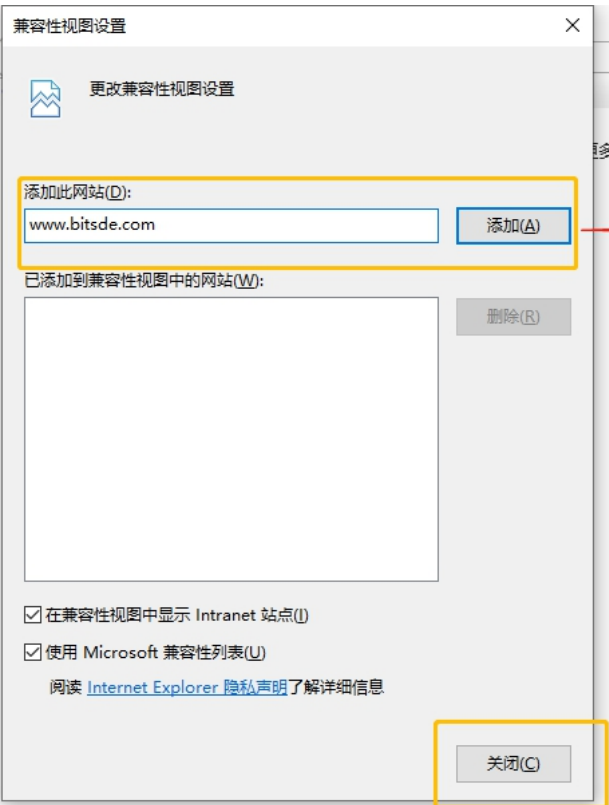 兼容性视图设置
更改兼容性视图设置
添加此网站(D):
www.bitsde.com
添加(A)
已添加到兼容性视图中的网站(W):
删除(R)
在兼容性视图中显示 Intranet 站点(I)
使用 Microsoft 兼容性列表(U)
阅读 Internet Explorer 隐私声明了解详细信息
关闭(C)